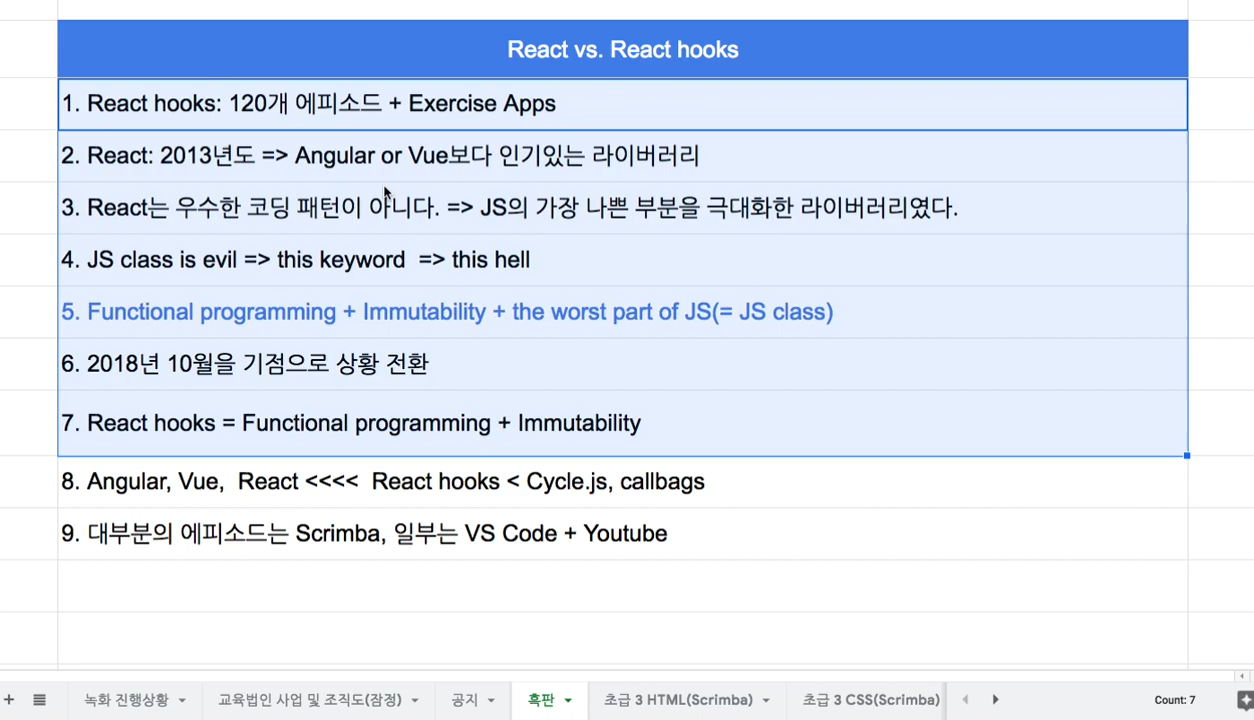 React vs. React hooks
1. React hooks: 120개 에피소드 + Exercise Apps
2. React: 2013년도 => Angular or Vue보다 인기있는 라이버러리
3. React는 우수한 코딩 패턴이 아니다. => JS의 가장 나쁜 부분을 극대화한 라이버러리였다.
4. JS class is evil => this keyword  => this hell
5. Functional programming + Immutability + the worst part of JS(= JS class)
6. 2018년 10월을 기점으로 상황 전환
7. React hooks = Functional programming + Immutability
8. Angular, Vue,  React <<<<  React hooks < Cycle.js, callbags
9. 대부분의 에피소드는 Scrimba, 일부는 VS Code + Youtube
녹화 진행상황 교육법인 사업 및 조직도(잠정) 공지 흑판 초급 3 HTML(Scrimba) 초급 3 CSS(Scrimba) Count: 7